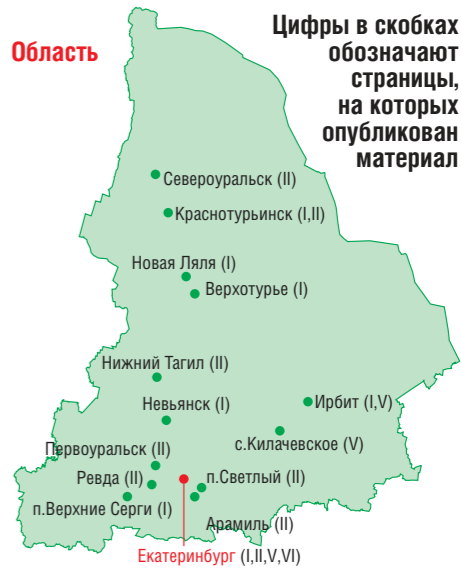 Область
Цифры в скобках
обозначают
страницы,
на которых
опубликован
материал
Североуральск (II)
Краснотурьинск (I,II)
Новая Ляля (I)
Верхотурье (I)
Нижний Тагил (II)
Ирбит (I,V)
Невьянск (I)
с.Килачевское (V)
Первоуральск (II)
Ревда (II)
п.Светлый (II)
п.Верхние Серги (I)
Арамиль (II)
Екатеринбург (I,II,V,VI)